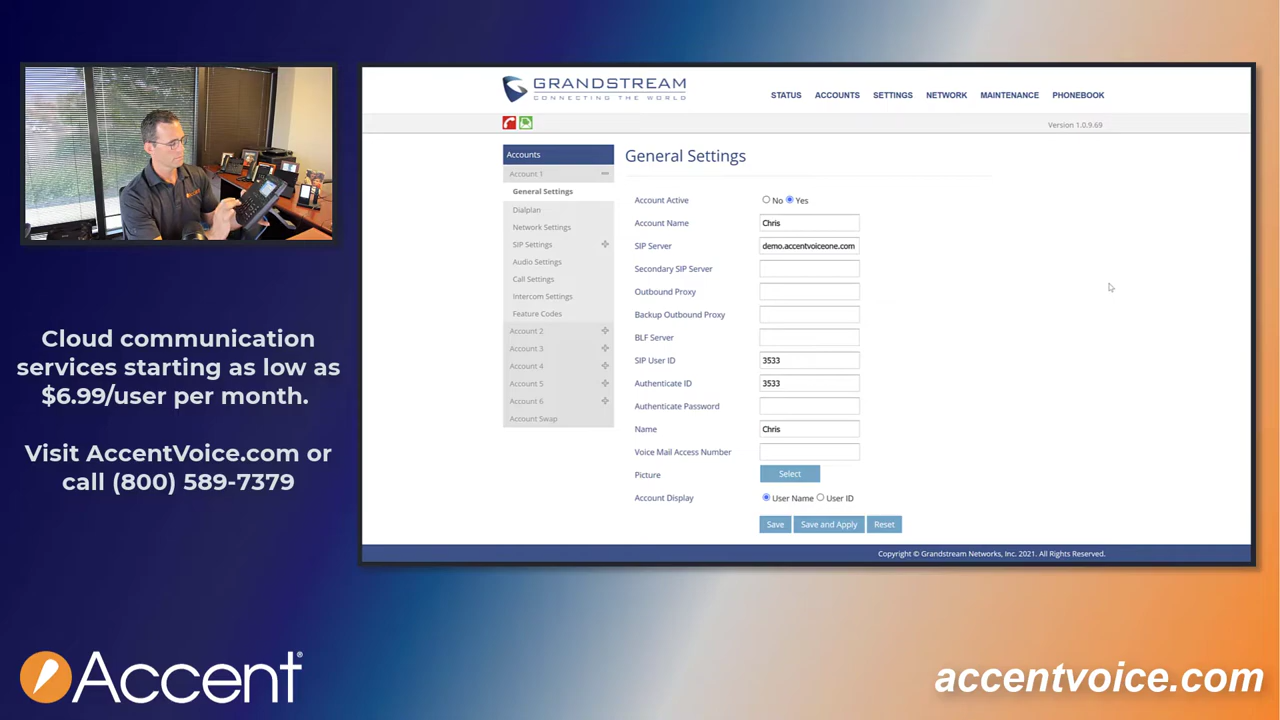 GRANDSTREAM
CONNECTING THE WORLD
STATUS ACCOUNTS SETTINGS NETWORK MAINTENANCE PHONEBOOK
Version 1.0.9.69
Accounts
Account 1
General Settings
Dialplan
Network Settings
SIP Settings
Audio Settings
Call Settings
Intercom Settings
Feature Codes
Account 2
Account 3
Account 4
Account 5
Account 6
Account Swap
General Settings
Account Active No Yes
Account Name Chris
SIP Server demo.accentvoiceone.com
Secondary SIP Server
Outbound Proxy
Backup Outbound Proxy
BLF Server
SIP User ID 3533
Authenticate ID 3533
Authenticate Password
Name Chris
Voice Mail Access Number
Picture Select
Account Display User Name User ID
Save Save and Apply Reset
Copyright © Grandstream Networks, Inc. 2021. All Rights Reserved.
Cloud communication
services starting as low as
$6.99/user per month.
Visit AccentVoice.com or
call (800) 589-7379
Accent
accentvoice.com